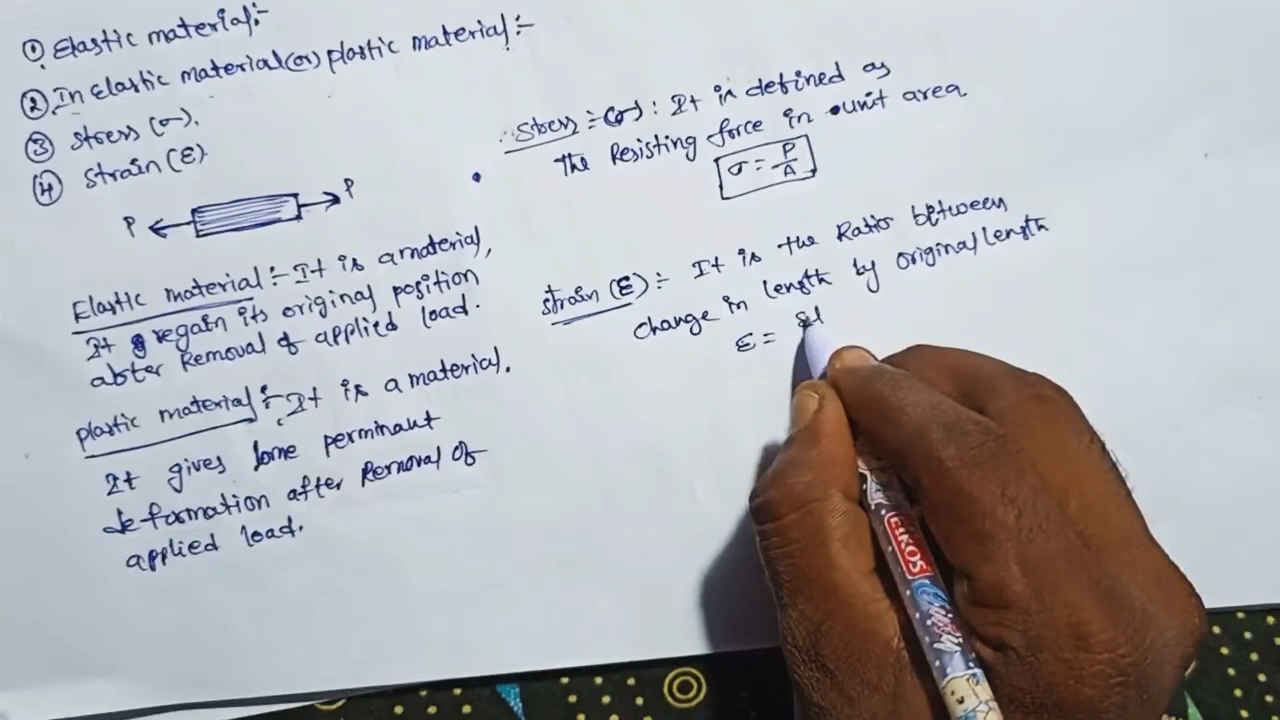 ① Elastic material:-
② In Elastic material (or) plastic material:-
③ stress (σ).
④ strain (ε)
P
P
Elastic material:- It is a material,
It regain its original position
abter Removal of applied load.
plastic material:- It is a material.
It gives some perminant
deformation after Removal of
applied load.
Stress:- (σ): It is defined as
The Resisting force in unit area
σ = P/A
strain (ε):- It is the Ratio between
change in length by original length
ε = δl
EIKOS